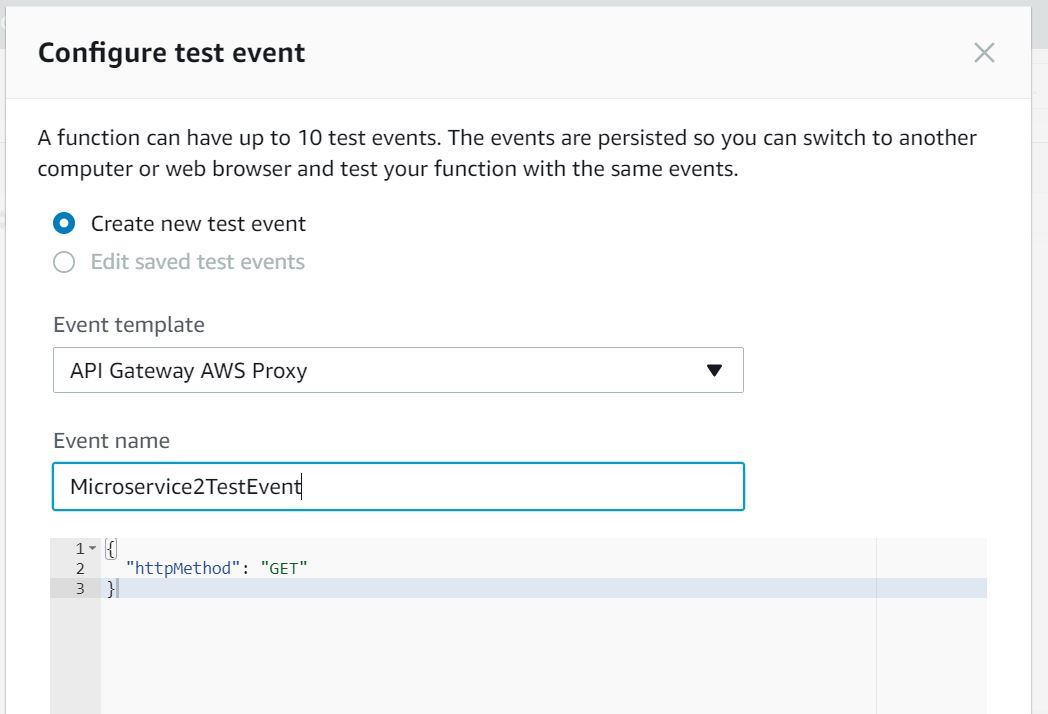 Configure test event
A function can have up to 10 test events. The events are persisted so you can switch to another
computer or web browser and test your function with the same events.
Create new test event
Edit saved test events
Event template
API Gateway AWS Proxy
Event name
Microservice2TestEvent
1 {
2 "httpMethod": "GET"
3 }